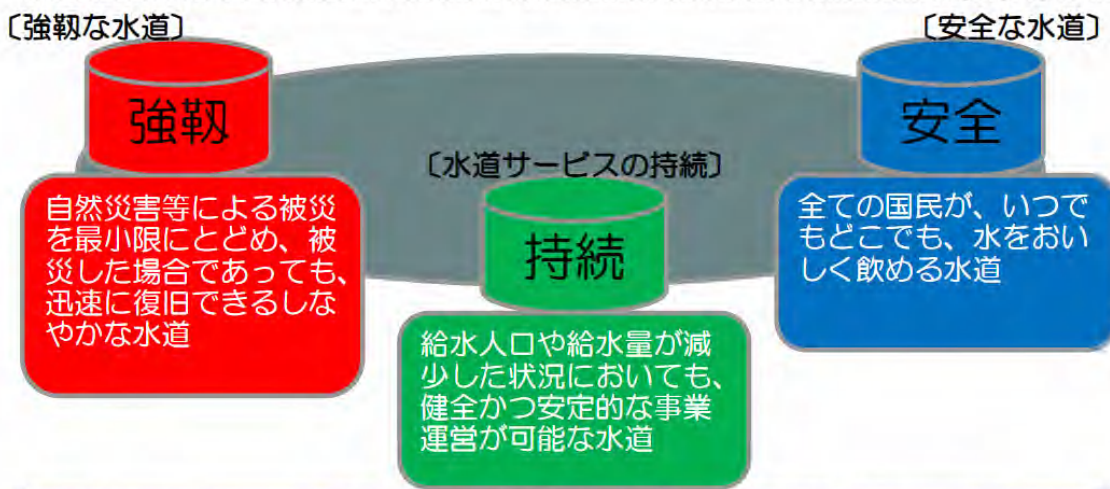 〔強靱な水道〕
強靱
自然災害等による被災
を最小限にとどめ、被
災した場合であっても、
迅速に復旧できるしな
やかな水道
〔水道サービスの持続〕
持続
給水人口や給水量が減
少した状況においても、
健全かつ安定的な事業
運営が可能な水道
〔安全な水道〕
安全
全ての国民が、いつで
もどこでも、水をおい
しく飲める水道